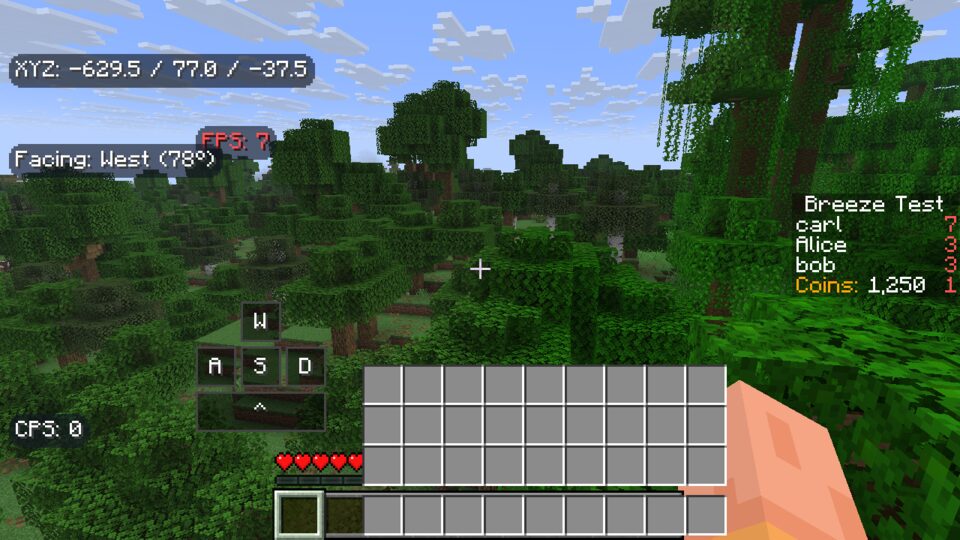 XYZ: -629.5 / 77.0 / -37.5
FPS: 7
Facing: West (78º)
Breeze Test
carl 7
Alice 3
bob 3
Coins: 1,250 1
W
A S D
^
CPS: 0